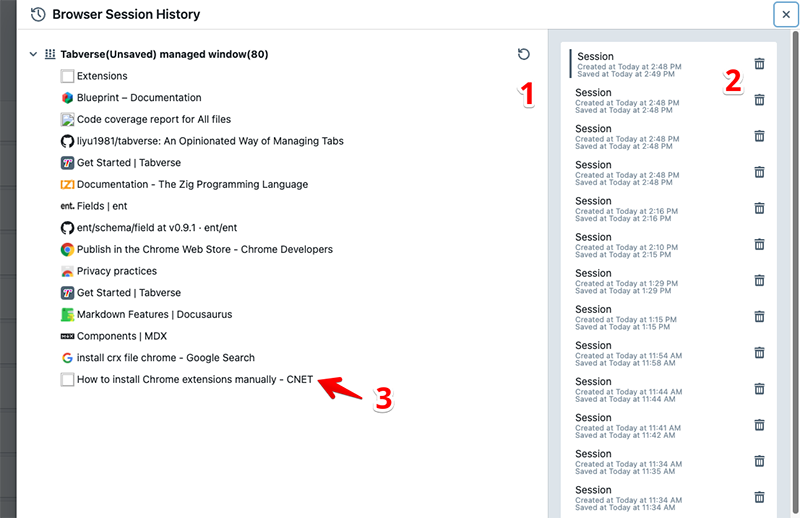 Browser Session History
Tabverse(Unsaved) managed window(80)
Extensions
Blueprint – Documentation
Code coverage report for All files
liyu1981/tabverse: An Opinionated Way of Managing Tabs
Get Started | Tabverse
Documentation - The Zig Programming Language
ent. Fields | ent
ent/schema/field at v0.9.1 · ent/ent
Publish in the Chrome Web Store - Chrome Developers
Privacy practices
Get Started | Tabverse
Markdown Features | Docusaurus
MDX Components | MDX
install crx file chrome - Google Search
How to install Chrome extensions manually - CNET
1
3
Session
Created at Today at 2:48 PM
Saved at Today at 2:49 PM
2
Session
Created at Today at 2:48 PM
Saved at Today at 2:48 PM
Session
Created at Today at 2:48 PM
Saved at Today at 2:48 PM
Session
Created at Today at 2:48 PM
Saved at Today at 2:48 PM
Session
Created at Today at 2:16 PM
Saved at Today at 2:16 PM
Session
Created at Today at 2:10 PM
Saved at Today at 2:15 PM
Session
Created at Today at 1:29 PM
Saved at Today at 1:29 PM
Session
Created at Today at 1:15 PM
Saved at Today at 1:15 PM
Session
Created at Today at 11:54 AM
Saved at Today at 11:58 AM
Session
Created at Today at 11:44 AM
Saved at Today at 11:44 AM
Session
Created at Today at 11:41 AM
Saved at Today at 11:42 AM
Session
Created at Today at 11:34 AM
Saved at Today at 11:35 AM
Session
Created at Today at 11:34 AM
Saved at Today at 11:34 AM